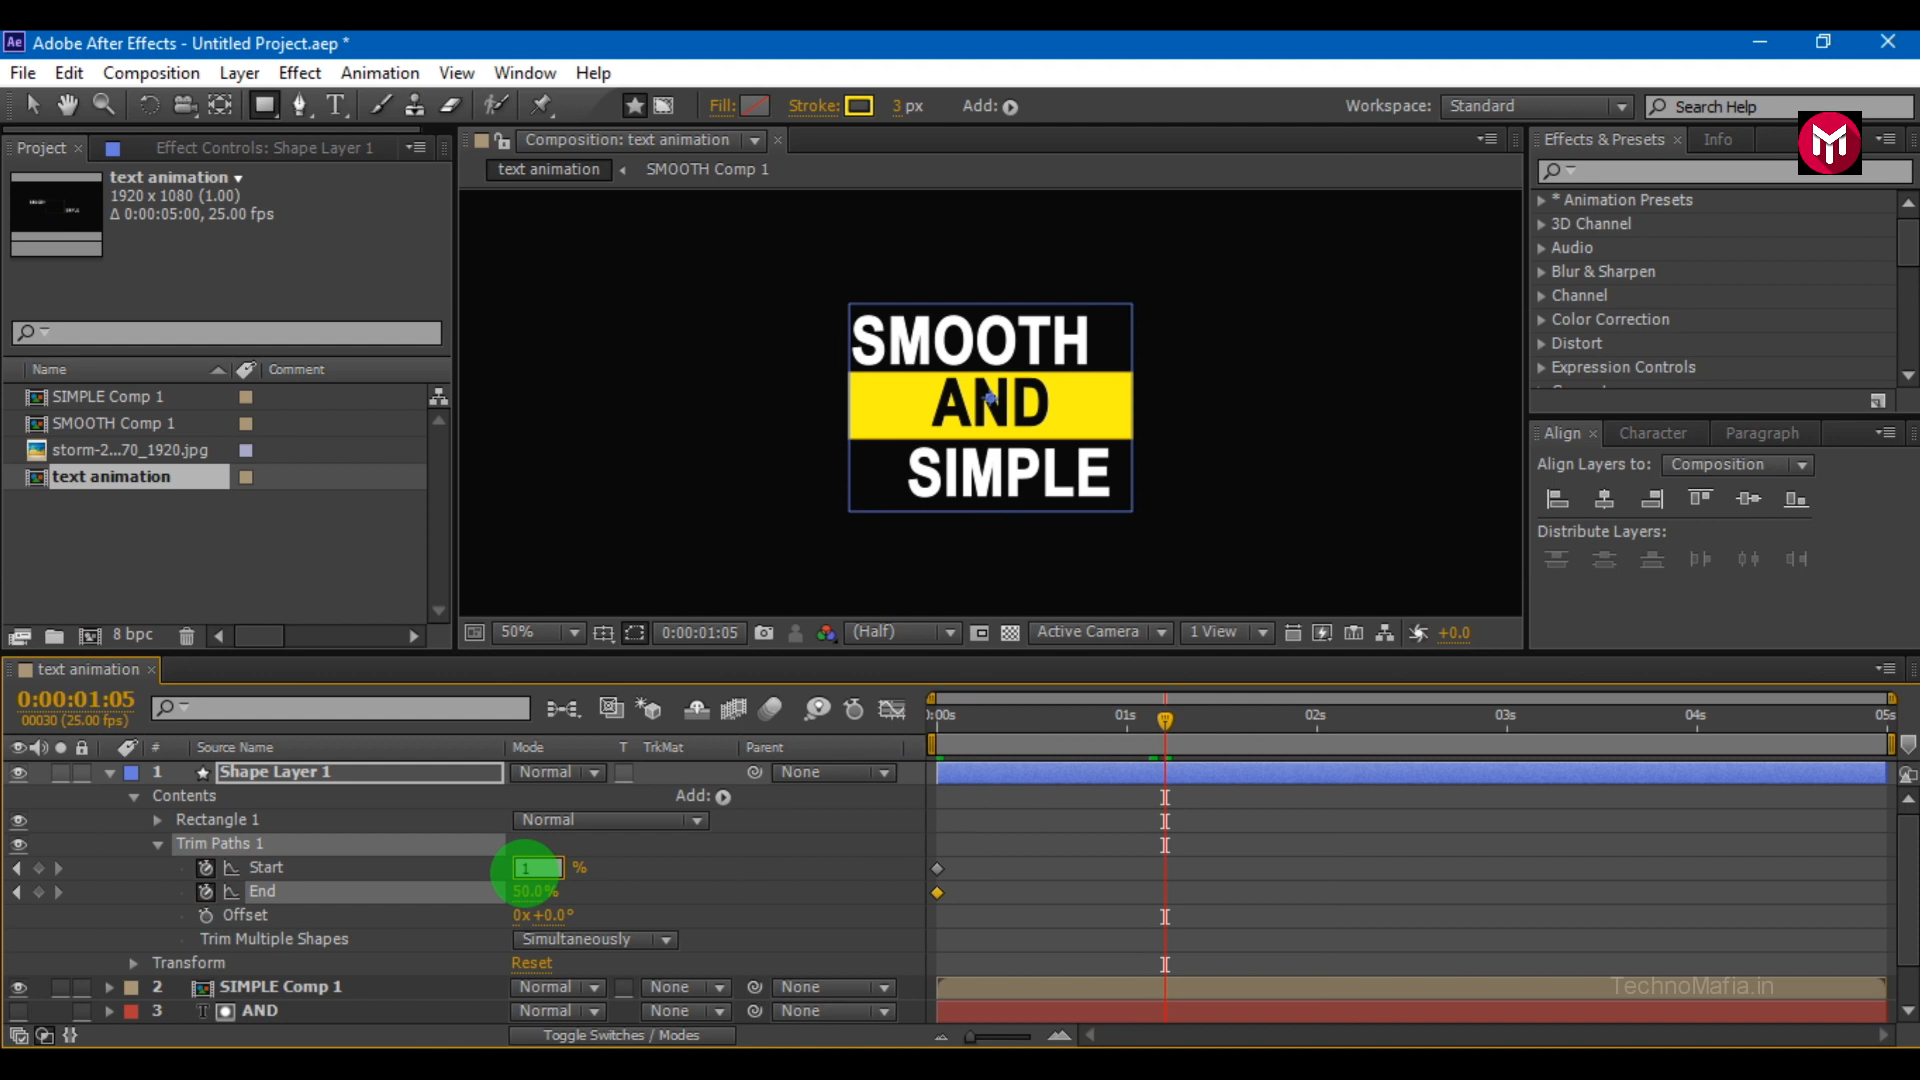 Ae Adobe After Effects - Untitled Project.aep *
File Edit Composition Layer Effect Animation View Window Help
T Fill: Stroke: 3 px Add: Workspace: Standard Search Help
Project × Effect Controls: Shape Layer 1
Composition: text animation ×
Effects & Presets × Info
text animation
1920 x 1080 (1.00)
Δ 0:00:05:00, 25.00 fps
text animation SMOOTH Comp 1
* Animation Presets
3D Channel
Audio
Blur & Sharpen
Channel
Color Correction
Distort
Expression Controls
SMOOTH
AND
SIMPLE
Name Comment
SIMPLE Comp 1
SMOOTH Comp 1
storm-2...70_1920.jpg
text animation
Align × Character Paragraph
Align Layers to: Composition
Distribute Layers:
8 bpc
50% 0:00:01:05 (Half) Active Camera 1 View +0.0
text animation ×
0:00:01:05
00030 (25.00 fps)
:00s 01s 02s 03s 04s 05s
# Source Name Mode T TrkMat Parent
1 Shape Layer 1 Normal None
Contents Add:
Rectangle 1 Normal
Trim Paths 1
Start 1 %
End 50.0%
Offset 0x+0.0°
Trim Multiple Shapes Simultaneously
Transform Reset
2 SIMPLE Comp 1 Normal None None
3 T AND Normal None None
Toggle Switches / Modes
TechnoMafia.in